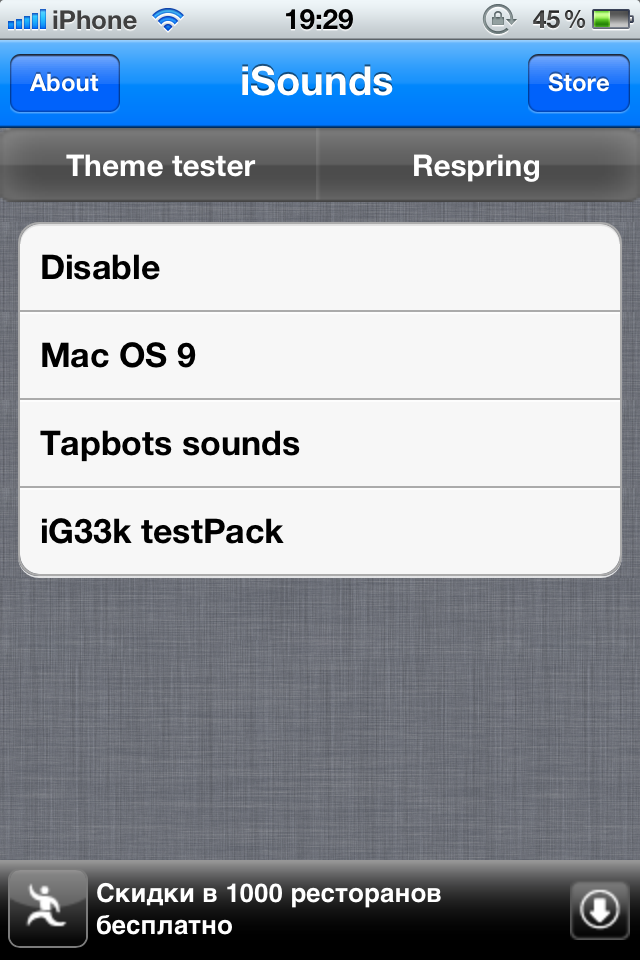 iPhone 19:29 45 %
About iSounds Store
Theme tester Respring
Disable
Mac OS 9
Tapbots sounds
iG33k testPack
Скидки в 1000 ресторанов
бесплатно